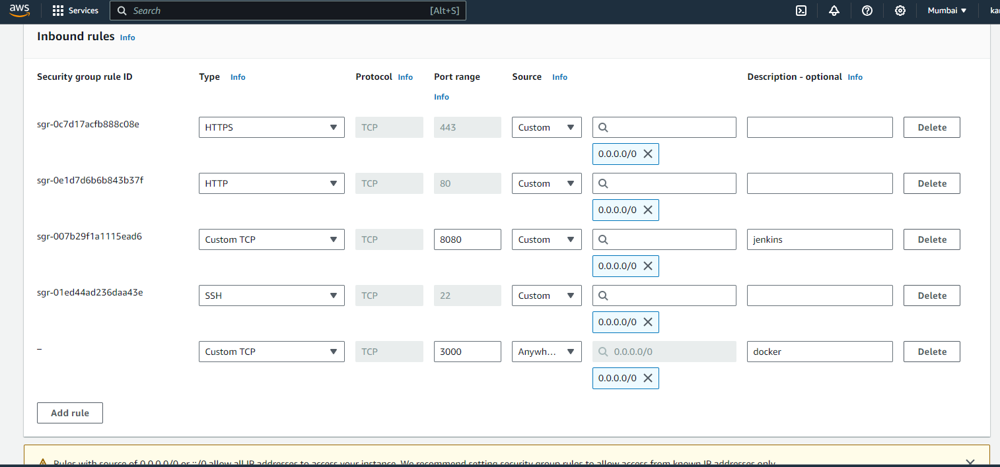 aws Services Search [Alt+S] Mumbai
Inbound rules Info
Security group rule ID Type Info Protocol Info Port range Info Source Info Description - optional Info
sgr-0c7d17acfb888c08e HTTPS TCP 443 Custom Delete
0.0.0.0/0
sgr-0e1d7d6b6b843b37f HTTP TCP 80 Custom Delete
0.0.0.0/0
sgr-007b29f1a1115ead6 Custom TCP TCP 8080 Custom jenkins Delete
0.0.0.0/0
sgr-01ed44ad236daa43e SSH TCP 22 Custom Delete
0.0.0.0/0
– Custom TCP TCP 3000 Anywh... 0.0.0.0/0 docker Delete
0.0.0.0/0
Add rule
Rules with source of 0.0.0.0/0 or ::/0 allow all IP addresses to access your instance. We recommend setting security group rules to allow access from known IP addresses only.